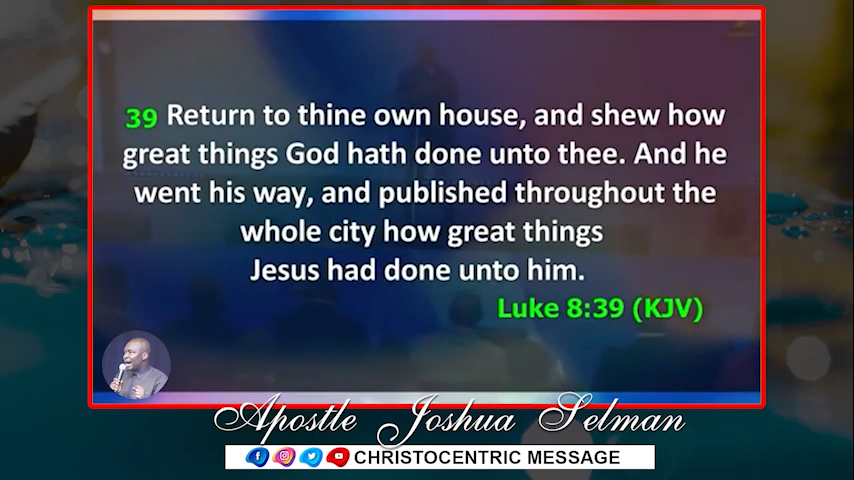 39 Return to thine own house, and shew how
great things God hath done unto thee. And he
went his way, and published throughout the
whole city how great things
Jesus had done unto him.
Luke 8:39 (KJV)
Apostle Joshua Selman
CHRISTOCENTRIC MESSAGE